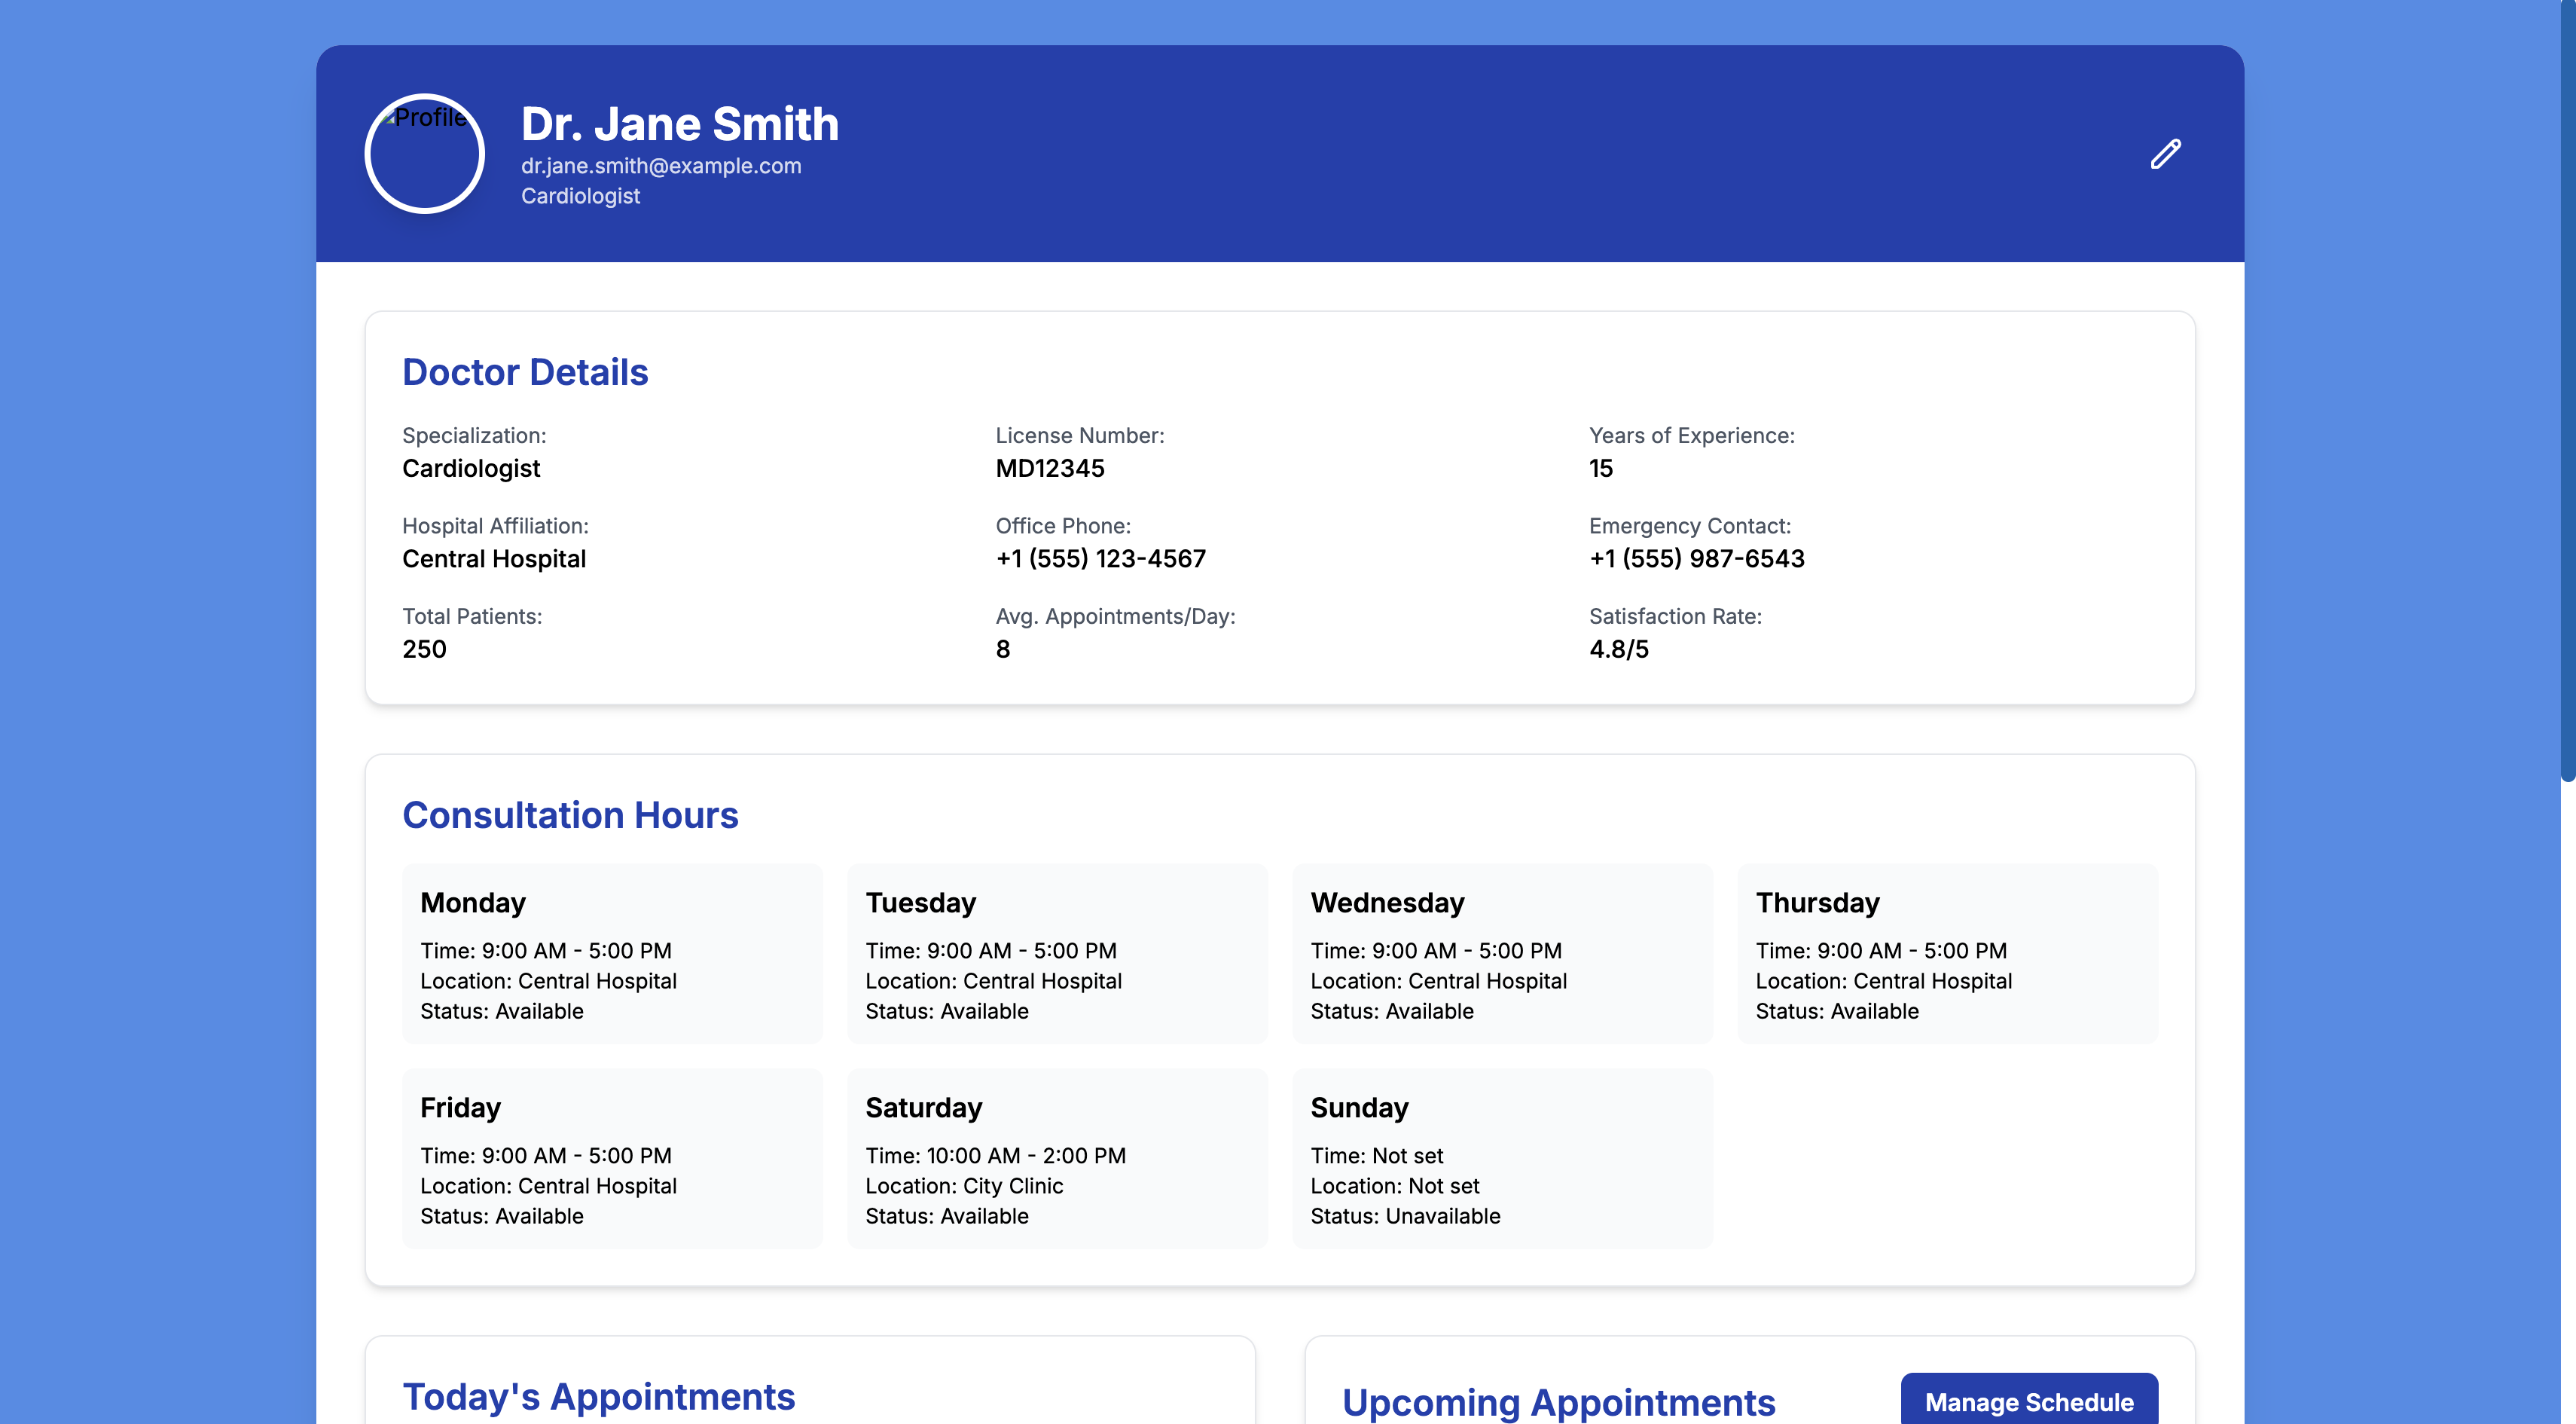 Profile
Dr. Jane Smith
dr.jane.smith@example.com
Cardiologist
Doctor Details
Specialization:
Cardiologist
License Number:
MD12345
Years of Experience:
15
Hospital Affiliation:
Central Hospital
Office Phone:
+1 (555) 123-4567
Emergency Contact:
+1 (555) 987-6543
Total Patients:
250
Avg. Appointments/Day:
8
Satisfaction Rate:
4.8/5
Consultation Hours
Monday
Time: 9:00 AM - 5:00 PM
Location: Central Hospital
Status: Available
Tuesday
Time: 9:00 AM - 5:00 PM
Location: Central Hospital
Status: Available
Wednesday
Time: 9:00 AM - 5:00 PM
Location: Central Hospital
Status: Available
Thursday
Time: 9:00 AM - 5:00 PM
Location: Central Hospital
Status: Available
Friday
Time: 9:00 AM - 5:00 PM
Location: Central Hospital
Status: Available
Saturday
Time: 10:00 AM - 2:00 PM
Location: City Clinic
Status: Available
Sunday
Time: Not set
Location: Not set
Status: Unavailable
Today's Appointments
Upcoming Appointments
Manage Schedule